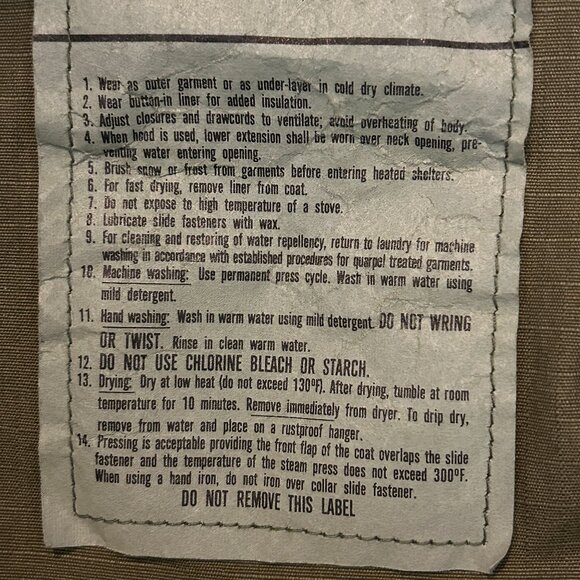 1. Wear as outer garment or as under-layer in cold dry climate.
2. Wear button-in liner for added insulation.
3. Adjust closures and drawcords to ventilate; avoid overheating of body.
4. When hood is used, lower extension shall be worn over neck opening, pre-
venting water entering opening.
5. Brush snow or frost from garments before entering heated shelters.
6. For fast drying, remove liner from coat.
7. Do not expose to high temperature of a stove.
8. Lubricate slide fasteners with wax.
9. For cleaning and restoring of water repellency, return to laundry for machine
washing in accordance with established procedures for quarpel treated garments.
10. Machine washing: Use permanent press cycle. Wash in warm water using
mild detergent.
11. Hand washing: Wash in warm water using mild detergent. DO NOT WRING
OR TWIST. Rinse in clean warm water.
12. DO NOT USE CHLORINE BLEACH OR STARCH.
13. Drying: Dry at low heat (do not exceed 130ºF). After drying, tumble at room
temperature for 10 minutes. Remove immediately from dryer. To drip dry,
remove from water and place on a rustproof hanger.
14. Pressing is acceptable providing the front flap of the coat overlaps the slide
fastener and the temperature of the steam press does not exceed 300ºF.
When using a hand iron, do not iron over collar slide fastener.
DO NOT REMOVE THIS LABEL